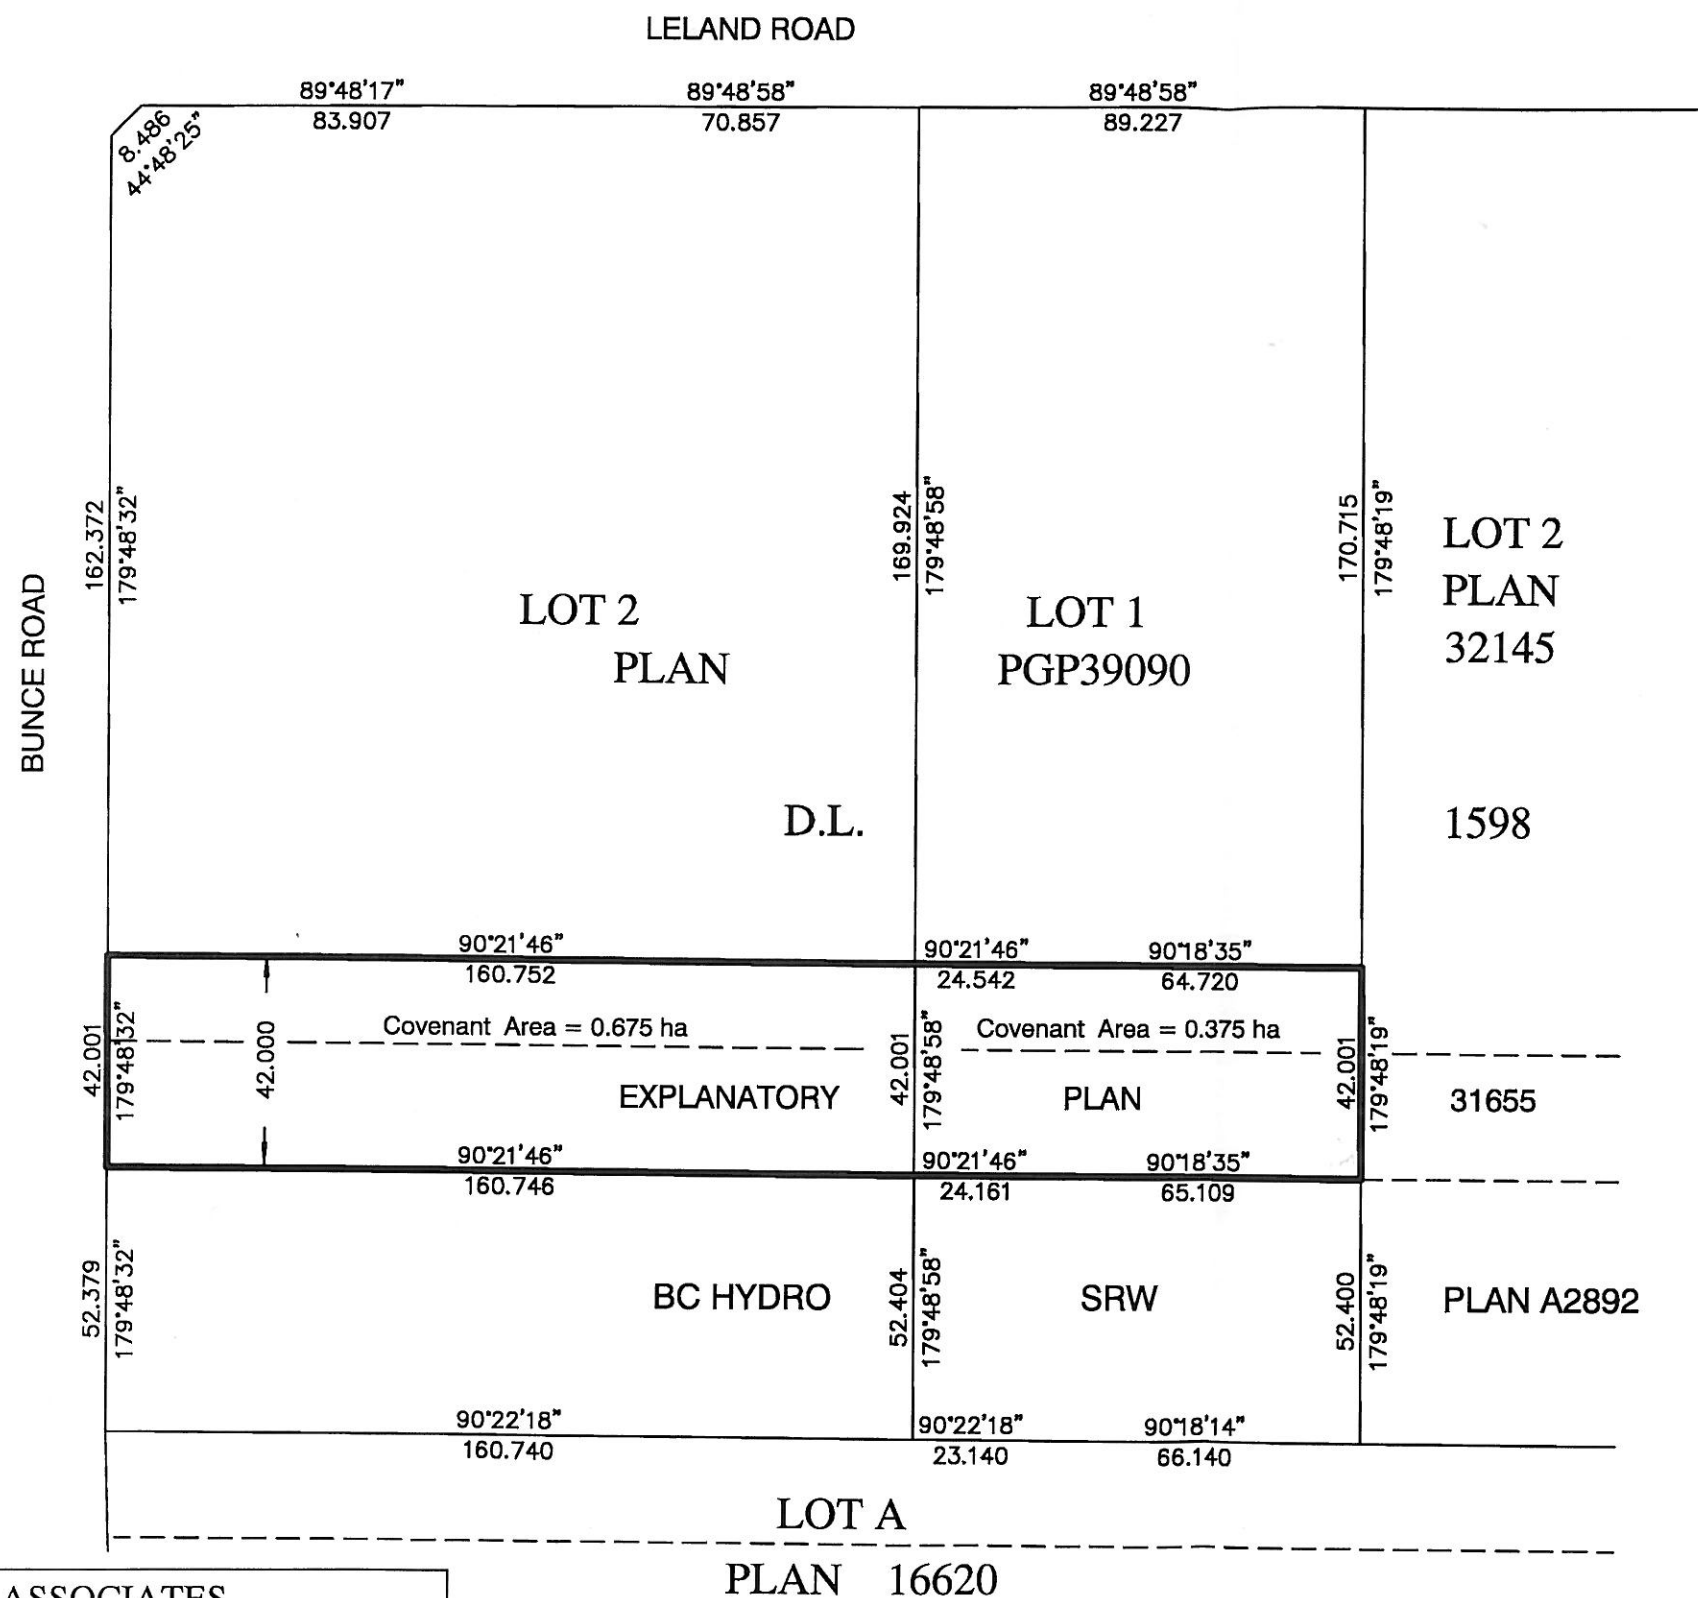 LELAND ROAD
89°48'17" 89°48'58" 89°48'58"
83.907 70.857 89.227
8.486
44°48'25"
BUNCE ROAD
162.372
179°48'32"
169.924
179°48'58"
170.715
179°48'19"
LOT 2
PLAN
LOT 1
PGP39090
LOT 2
PLAN
32145
D.L. 1598
90°21'46" 90°21'46" 90°18'35"
160.752 24.542 64.720
42.001
179°48'32"
42.000
Covenant Area = 0.675 ha
42.001
179°48'58"
Covenant Area = 0.375 ha
42.001
179°48'19"
EXPLANATORY PLAN 31655
90°21'46" 90°21'46" 90°18'35"
160.746 24.161 65.109
52.379
179°48'32"
BC HYDRO
52.404
179°48'58"
SRW
52.400
179°48'19"
PLAN A2892
90°22'18" 90°22'18" 90°18'14"
160.740 23.140 66.140
LOT A
PLAN 16620
ASSOCIATES